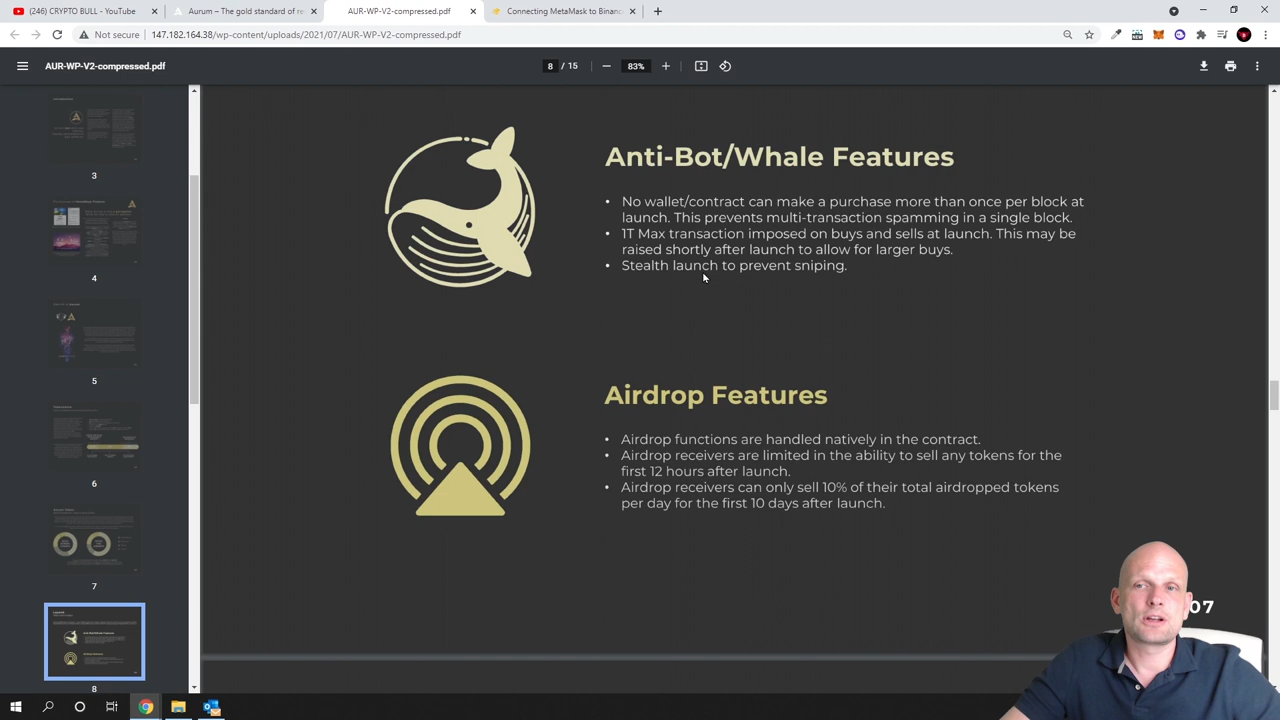 (246) CRYPTO BULL - YouTube
Aurum – The gold standard of re
AUR-WP-V2-compressed.pdf
Connecting MetaMask to Binanc
Not secure
147.182.164.38/wp-content/uploads/2021/07/AUR-WP-V2-compressed.pdf
AUR-WP-V2-compressed.pdf
8 / 15
83%
3
4
5
6
7
8
Anti-Bot/Whale Features
• No wallet/contract can make a purchase more than once per block at
launch. This prevents multi-transaction spamming in a single block.
• 1T Max transaction imposed on buys and sells at launch. This may be
raised shortly after launch to allow for larger buys.
• Stealth launch to prevent sniping.
Airdrop Features
• Airdrop functions are handled natively in the contract.
• Airdrop receivers are limited in the ability to sell any tokens for the
first 12 hours after launch.
• Airdrop receivers can only sell 10% of their total airdropped tokens
per day for the first 10 days after launch.
07